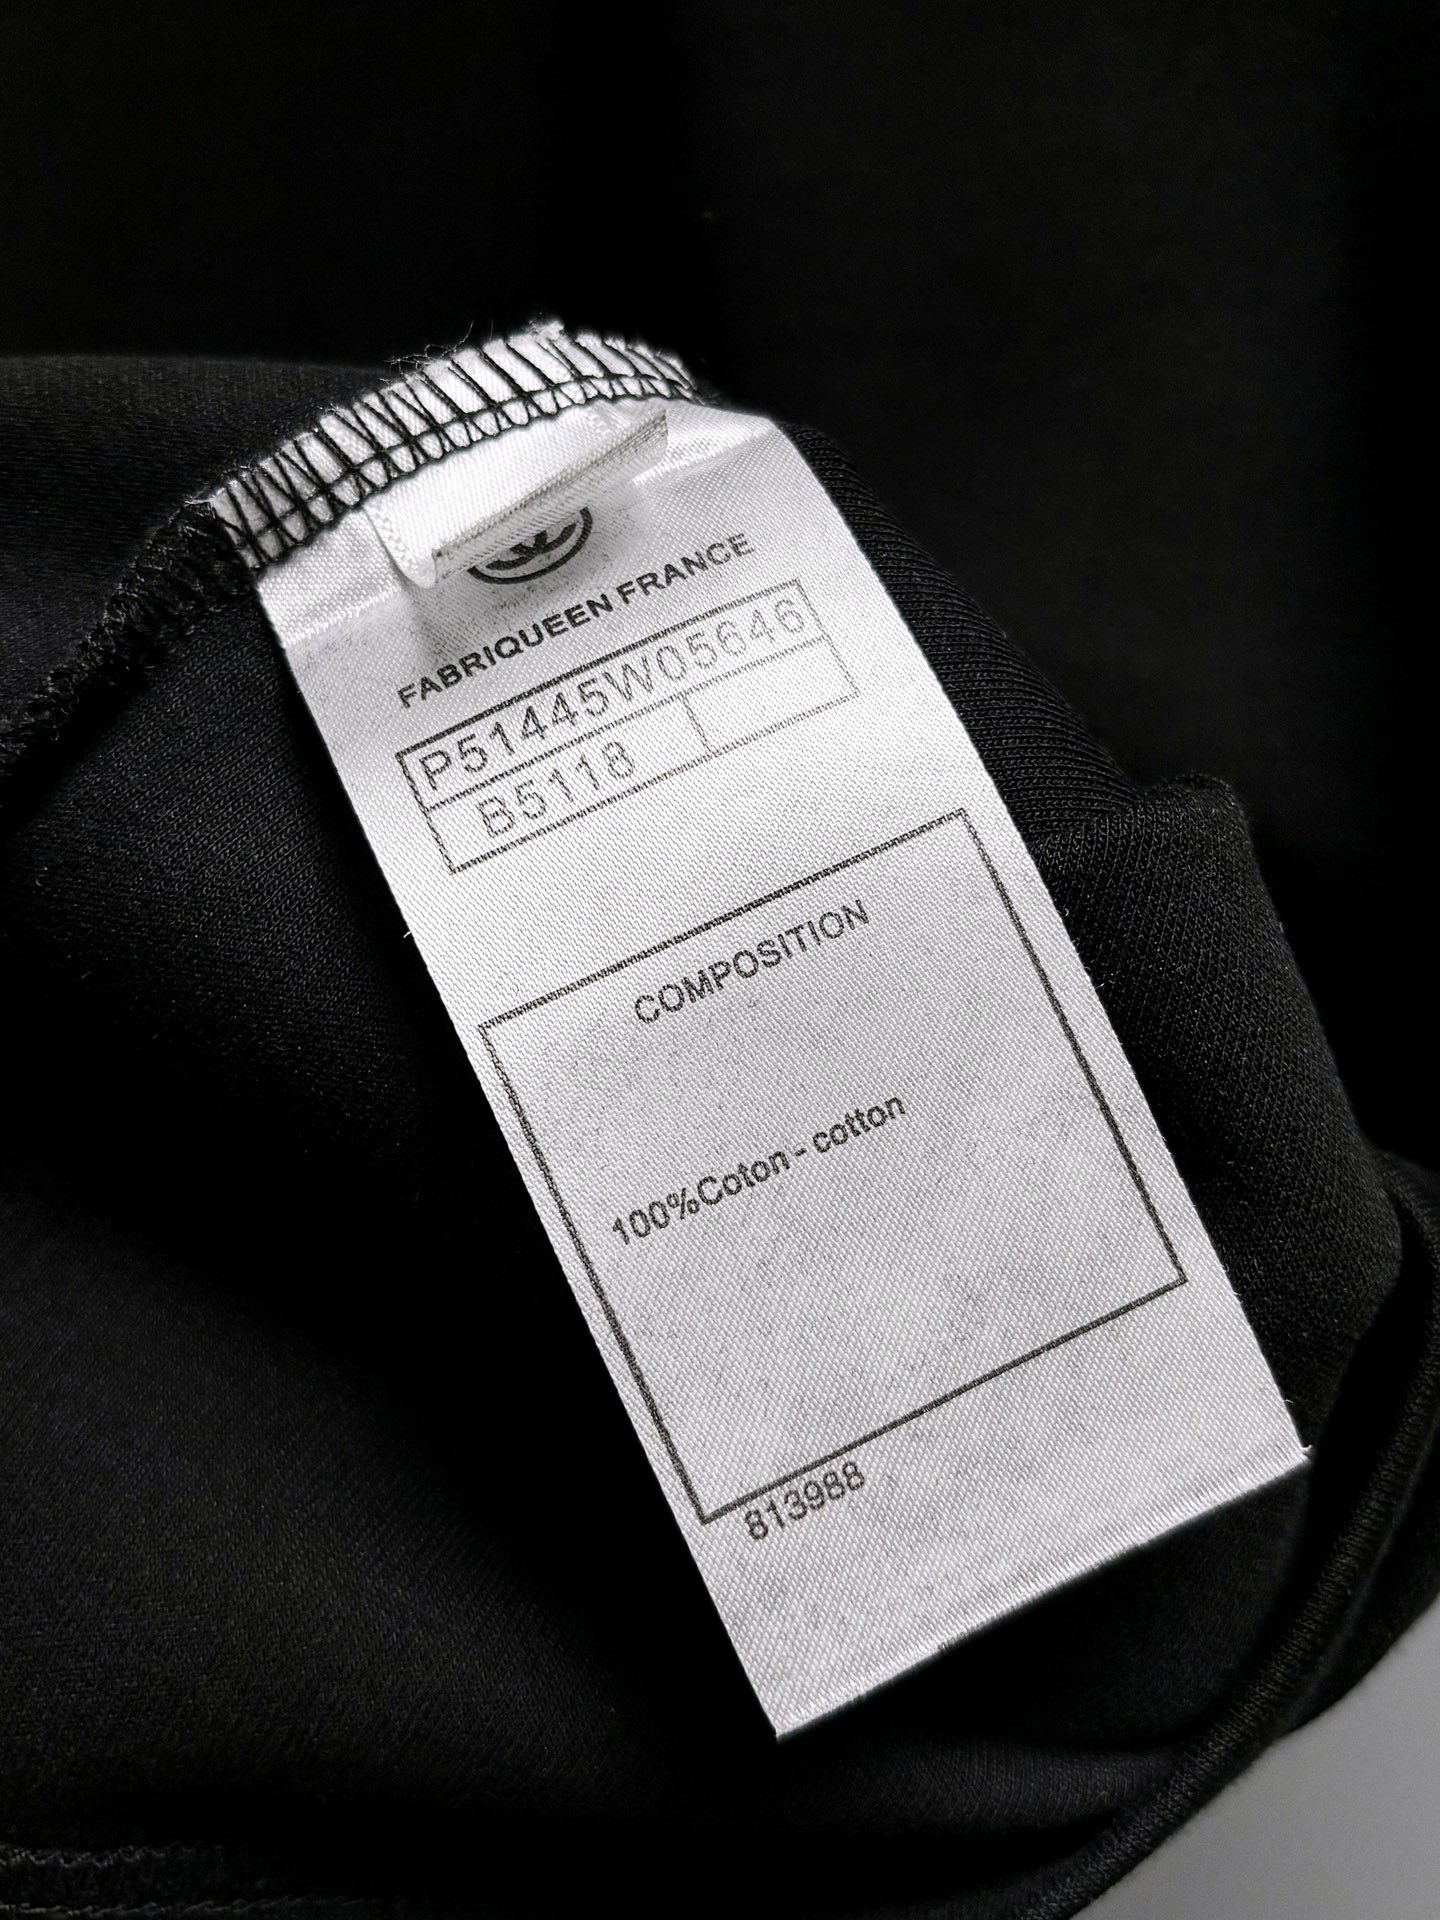 FABRIQUEEN FRANCE
P51445W05646
B5118
COMPOSITION
100%Coton - cotton
813988